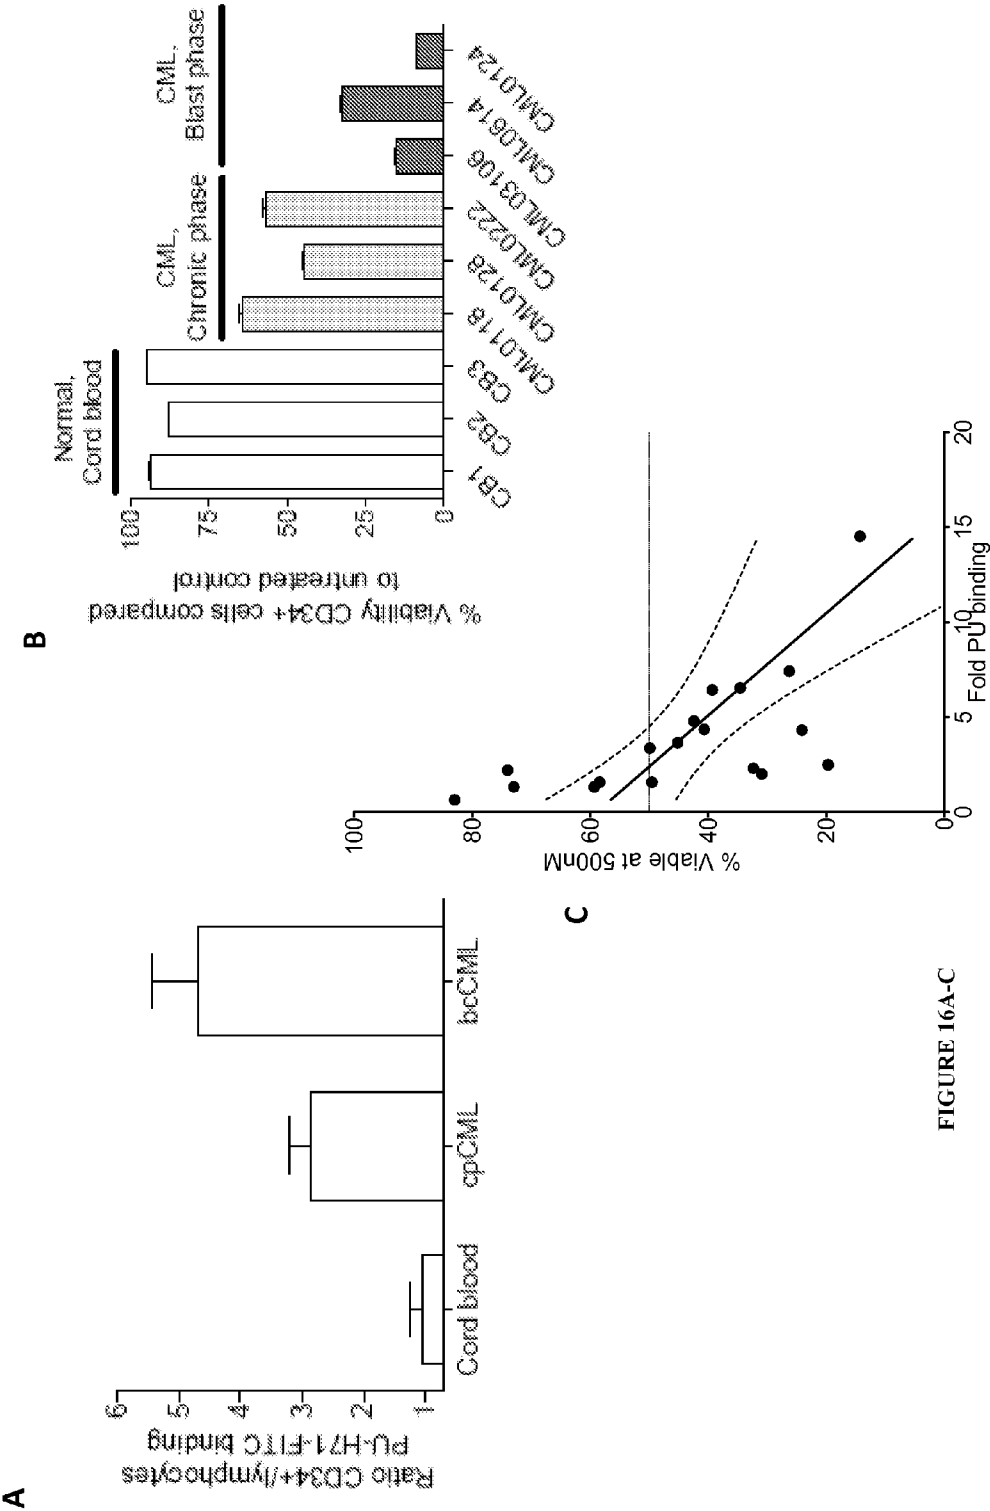 A
6
5
4
3
2
1
Ratio CD34+/lymphocytes
PU-H71-FITC binding
Cord blood
cpCML
bcCML
B
Normal,
Cord blood
CML,
Chronic phase
CML,
Blast phase
100
75
50
25
0
% Viability CD34+ cells compared
to untreated control
CB1
CB2
CB3
CML0118
CML0128
CML0222
CML03106
CML0614
CML0124
C
100
80
60
40
20
0
% Viable at 500nM
0
5
10
15
20
Fold PU binding
FIGURE 16A-C